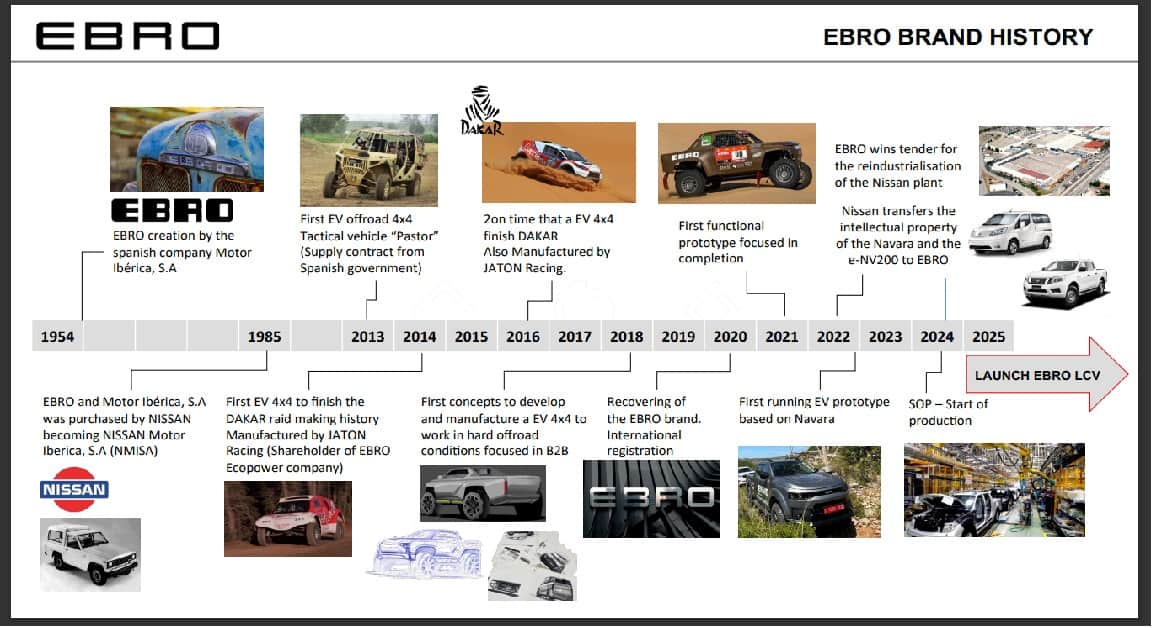 EBRO
EBRO BRAND HISTORY
EBRO
EBRO creation by the
spanish company Motor
Ibérica, S.A
First EV offroad 4x4
Tactical vehicle “Pastor”
(Supply contract from
Spanish government)
DAKAR
2on time that a EV 4x4
finish DAKAR
Also Manufactured by
JATON Racing.
EBRO
First functional
prototype focused in
completion
EBRO wins tender for
the reindustrialisation
of the Nissan plant
Nissan transfers the
intellectual property
of the Navara and the
e-NV200 to EBRO
1954 1985 2013 2014 2015 2016 2017 2018 2019 2020 2021 2022 2023 2024 2025
LAUNCH EBRO LCV
EBRO and Motor Ibérica, S.A
was purchased by NISSAN
becoming NISSAN Motor
Iberica, S.A (NMISA)
NISSAN
First EV 4x4 to finish the
DAKAR raid making history
Manufactured by JATON
Racing (Shareholder of EBRO
Ecopower company)
First concepts to develop
and manufacture a EV 4x4 to
work in hard offroad
conditions focused in B2B
Recovering of
the EBRO brand.
International
registration
EBRO
First running EV prototype
based on Navara
SOP – Start of
production